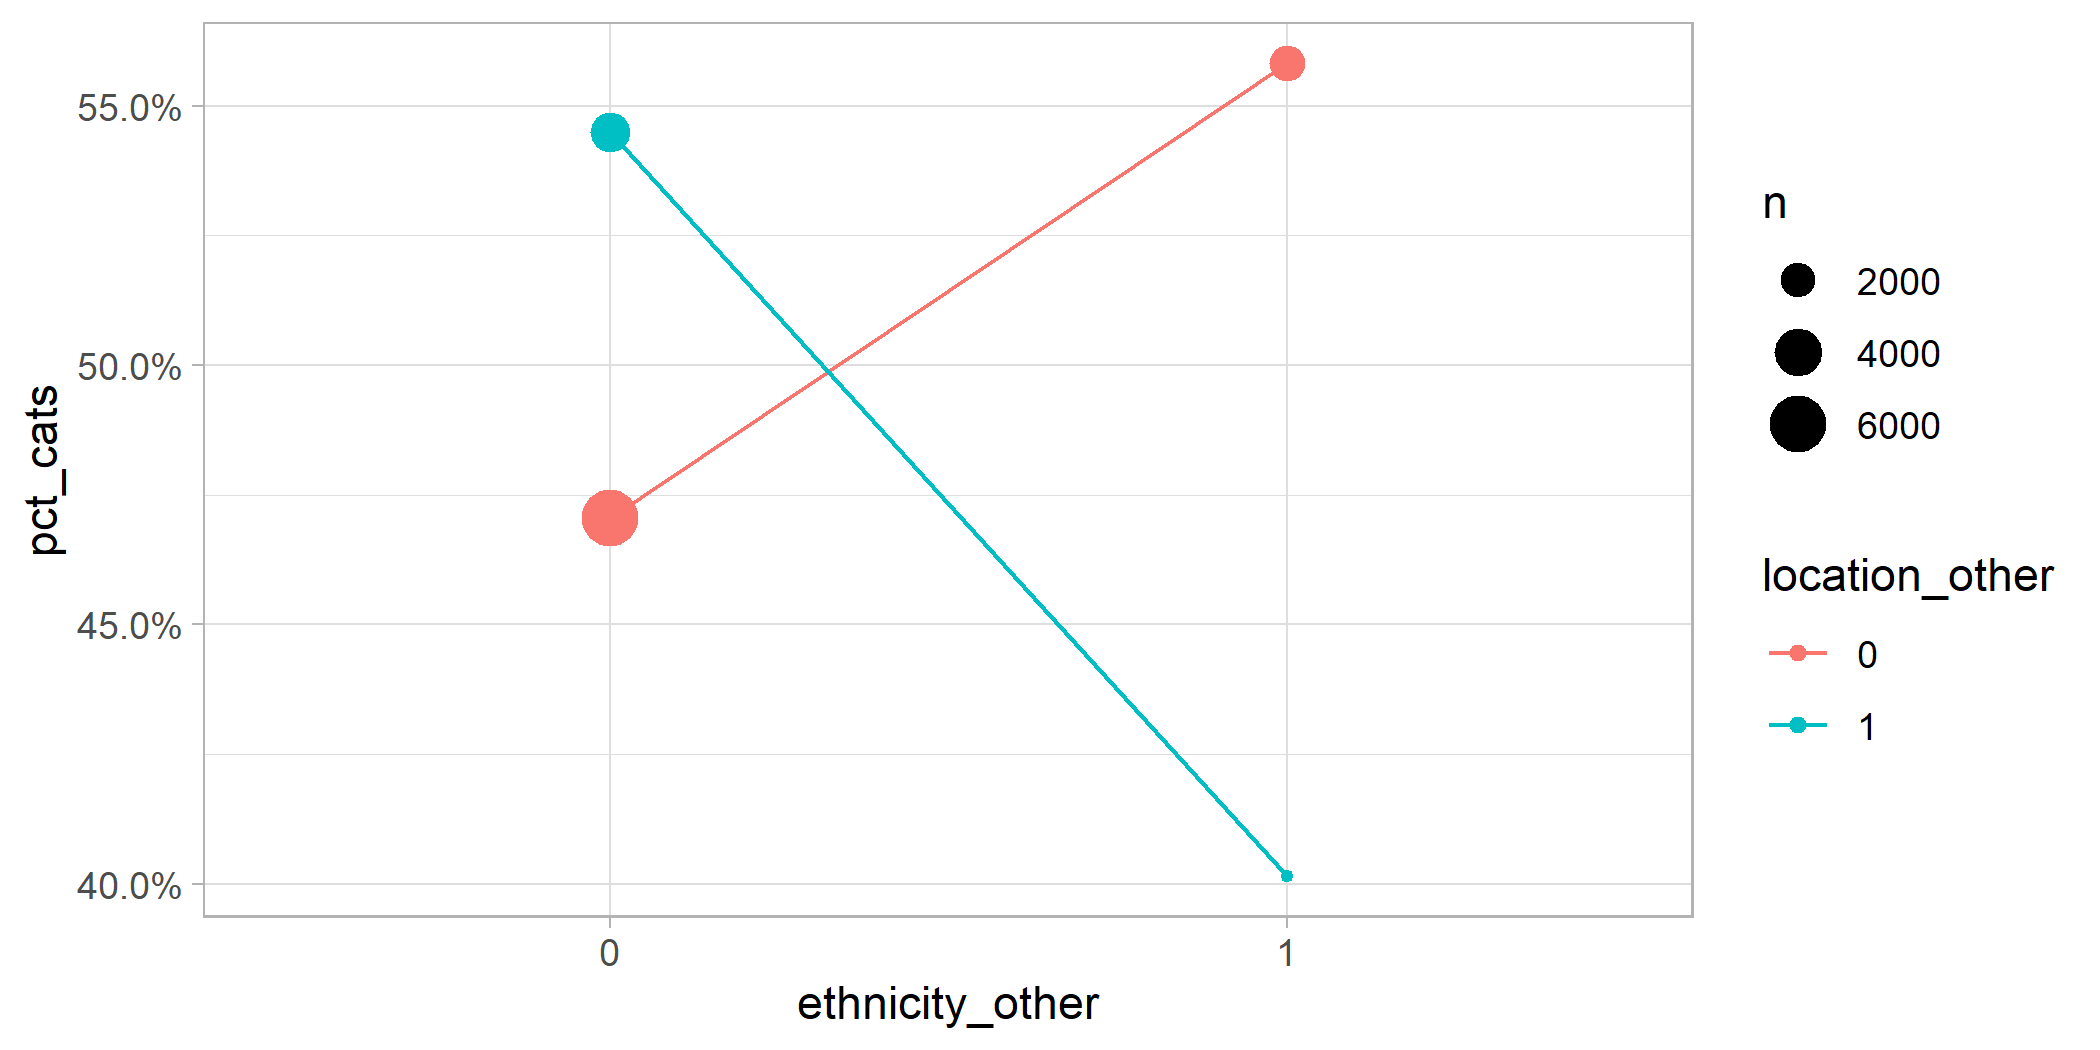 pct_cats
55.0%
50.0%
45.0%
40.0%
0
1
ethnicity_other
n
2000
4000
6000
location_other
0
1